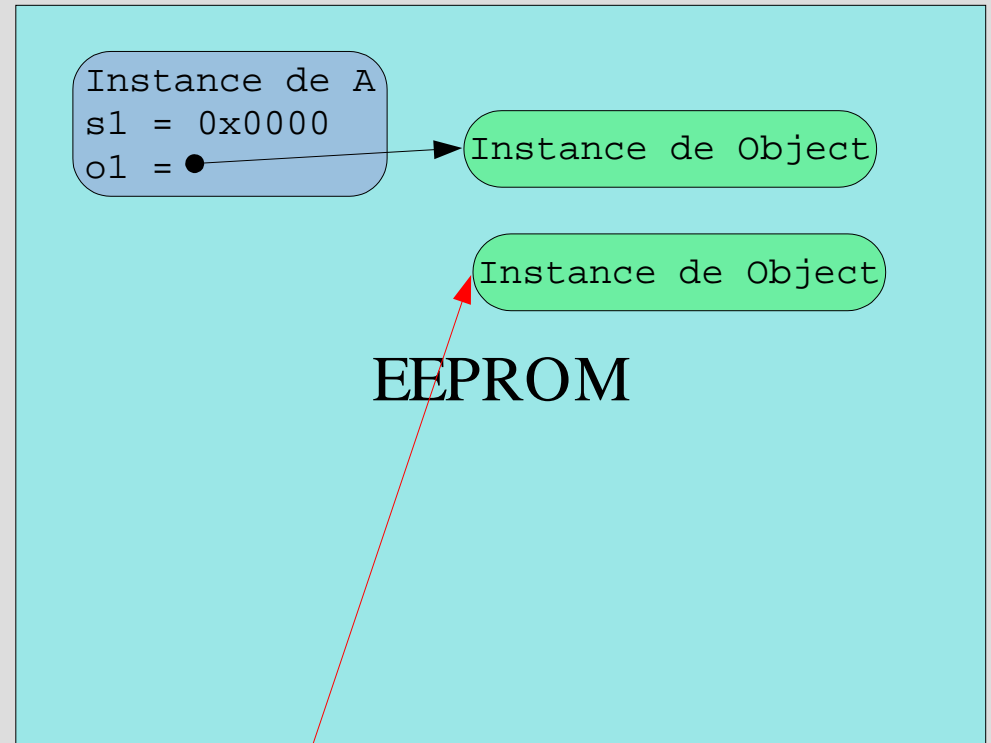 Instance de A
s1 = 0x0000
o1 =
Instance de Object
Instance de Object
EEPROM